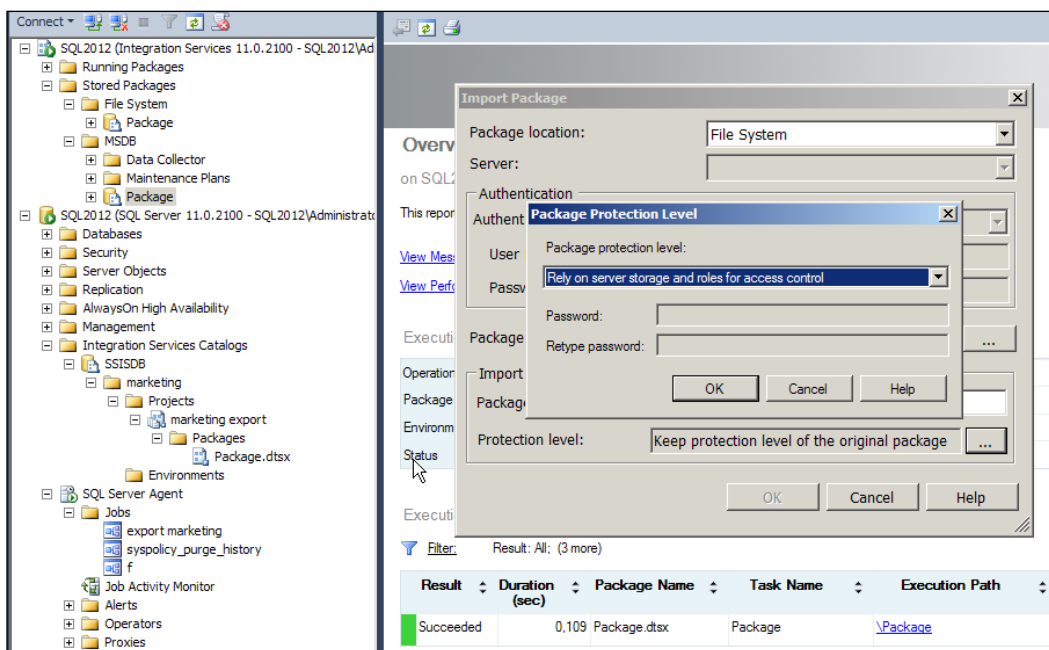 Connect
SQL2012 (Integration Services 11.0.2100 - SQL2012\Ad
Running Packages
Stored Packages
File System
Package
MSDB
Data Collector
Maintenance Plans
Package
SQL2012 (SQL Server 11.0.2100 - SQL2012\Administrato
Databases
Security
Server Objects
Replication
AlwaysOn High Availability
Management
Integration Services Catalogs
SSISDB
marketing
Projects
marketing export
Packages
Package.dtsx
Environments
SQL Server Agent
Jobs
export marketing
syspolicy_purge_history
f
Job Activity Monitor
Alerts
Operators
Proxies
Overv
on SQL2
This repor
View Mess
View Perfo
Executi
Operation
Package
Environm
Status
Executi
Import Package
Package location: File System
Server:
Authentication
Authent
User
Passw
Package ...
Import
Packag
Protection level: Keep protection level of the original package ...
OK Cancel Help
Package Protection Level
Package protection level:
Rely on server storage and roles for access control
Password:
Retype password:
OK Cancel Help
Filter: Result: All; (3 more)
Result Duration (sec) Package Name Task Name Execution Path
Succeeded 0,109 Package.dtsx Package \Package